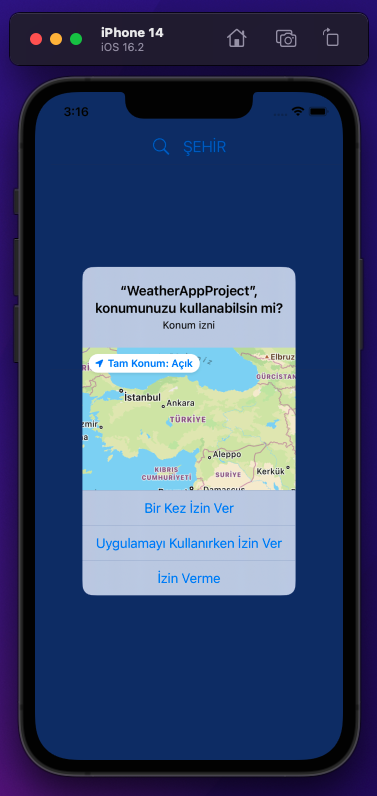 iPhone 14
iOS 16.2
3:16
ŞEHİR
“WeatherAppProject”,
konumunuzu kullanabilsin mi?
Konum izni
Tam Konum: Açık
Elbruz
GÜRCİSTAN
İstanbul
Ankara
TÜRKİYE
Aleppo
KIBRIS
CUMHURİYETİ
SURİYE
Kerkük
Damascus
Bir Kez İzin Ver
Uygulamayı Kullanırken İzin Ver
İzin Verme